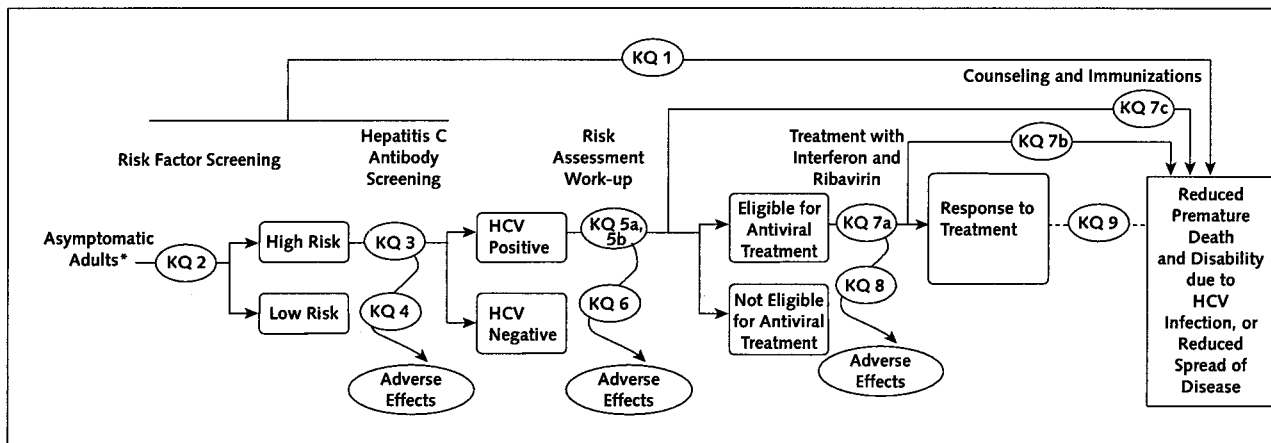 KQ 1
Counseling and Immunizations
KQ 7c
Risk Factor Screening
Hepatitis C
Antibody
Screening
Risk
Assessment
Work-up
Treatment with
Interferon and
Ribavirin
KQ 7b
Asymptomatic
Adults*
KQ 2
High Risk
Low Risk
KQ 3
KQ 4
Adverse
Effects
HCV
Positive
HCV
Negative
KQ 5a,
5b
KQ 6
Adverse
Effects
Eligible for
Antiviral
Treatment
Not Eligible
for Antiviral
Treatment
KQ 7a
KQ 8
Adverse
Effects
Response to
Treatment
KQ 9
Reduced
Premature
Death
and Disability
due to
HCV
Infection, or
Reduced
Spread of
Disease